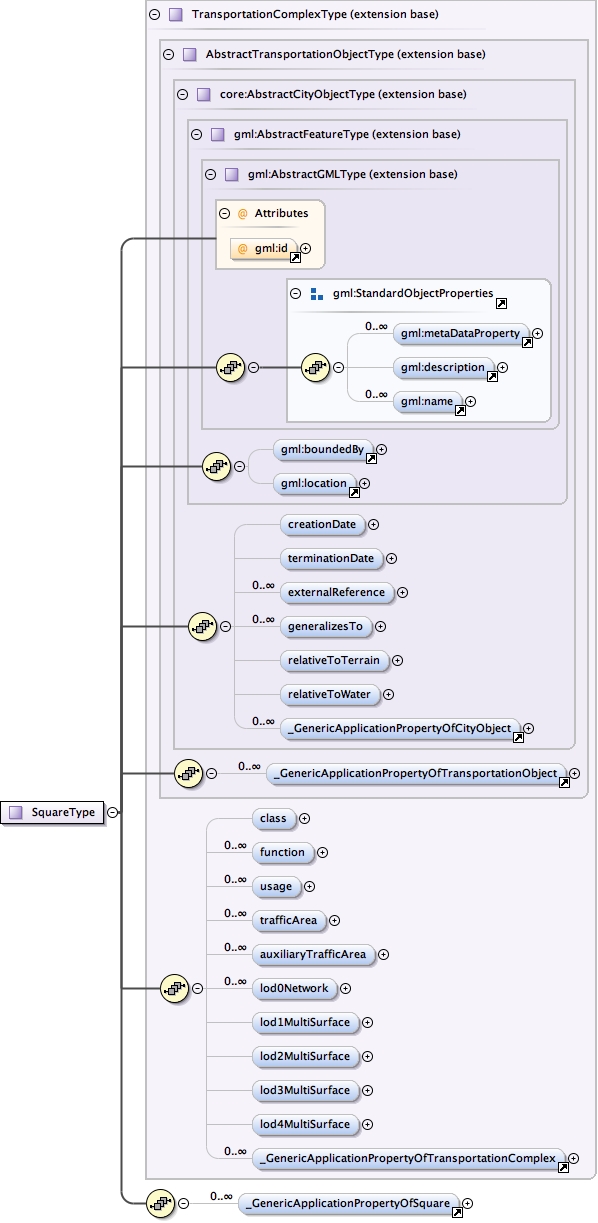 TransportationComplexType (extension base)
AbstractTransportationObjectType (extension base)
core:AbstractCityObjectType (extension base)
gml:AbstractFeatureType (extension base)
gml:AbstractGMLType (extension base)
@ Attributes
@ gml:id
gml:StandardObjectProperties
0..∞ gml:metaDataProperty
gml:description
0..∞ gml:name
gml:boundedBy
gml:location
creationDate
terminationDate
0..∞ externalReference
0..∞ generalizesTo
relativeToTerrain
relativeToWater
0..∞ _GenericApplicationPropertyOfCityObject
0..∞ _GenericApplicationPropertyOfTransportationObject
SquareType
class
0..∞ function
0..∞ usage
0..∞ trafficArea
0..∞ auxiliaryTrafficArea
0..∞ lod0Network
lod1MultiSurface
lod2MultiSurface
lod3MultiSurface
lod4MultiSurface
0..∞ _GenericApplicationPropertyOfTransportationComplex
0..∞ _GenericApplicationPropertyOfSquare